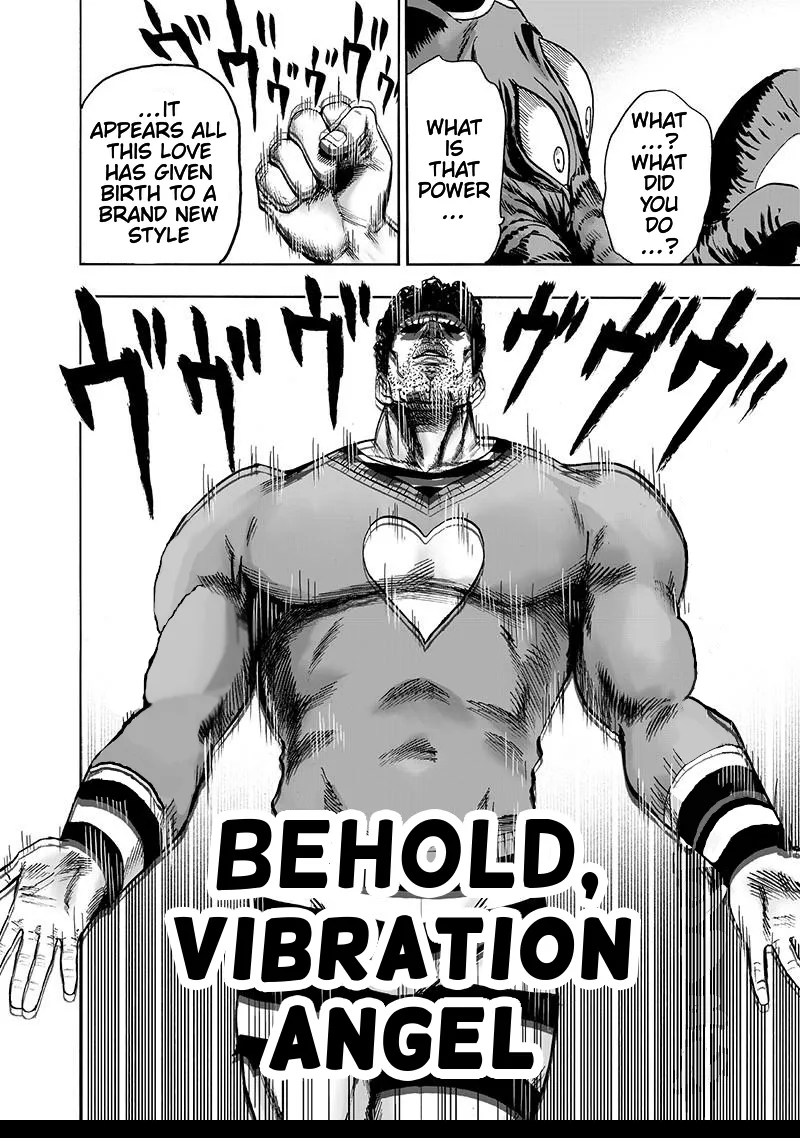 WHAT
...?
WHAT
DID
YOU
DO
...?
WHAT
IS
THAT
POWER
...
...IT
APPEARS ALL
THIS LOVE
HAS GIVEN
BIRTH TO A
BRAND NEW
STYLE
ヴヴヴヴヴ
ヴヴヴ
ヴヴヴ
BEHOLD,
VIBRATION
ANGEL